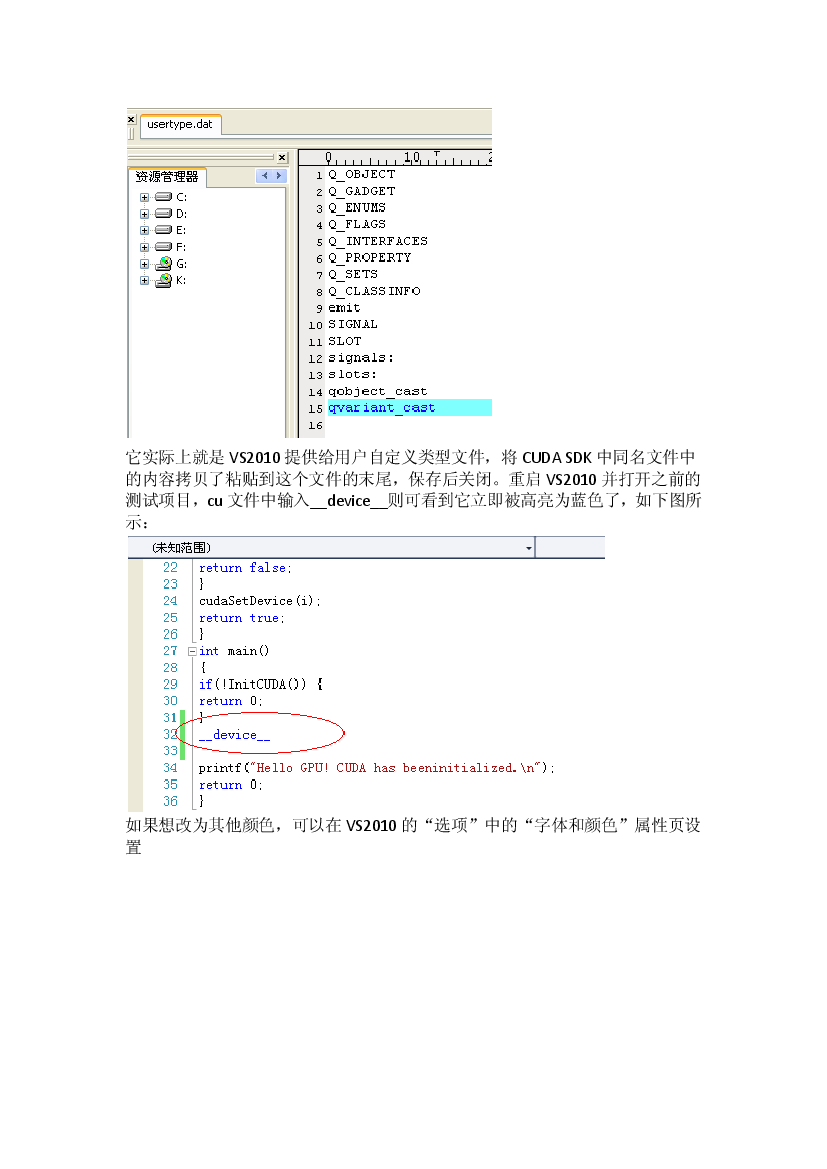 usertype.dat
资源管理器
C:
D:
E:
F:
G:
K:
0 10 2
1 Q_OBJECT
2 Q_GADGET
3 Q_ENUMS
4 Q_FLAGS
5 Q_INTERFACES
6 Q_PROPERTY
7 Q_SETS
8 Q_CLASSINFO
9 emit
10 SIGNAL
11 SLOT
12 signals:
13 slots:
14 qobject_cast
15 qvariant_cast
16
它实际上就是 VS2010 提供给用户自定义类型文件，将 CUDA SDK 中同名文件中
的内容拷贝了粘贴到这个文件的末尾，保存后关闭。重启 VS2010 并打开之前的
测试项目，cu 文件中输入__device__则可看到它立即被高亮为蓝色了，如下图所
示：
(未知范围)
22 return false;
23 }
24 cudaSetDevice(i);
25 return true;
26 }
27 int main()
28 {
29 if(!InitCUDA()) {
30 return 0;
31 }
32 __device__
33
34 printf("Hello GPU! CUDA has beeninitialized.\n");
35 return 0;
36 }
如果想改为其他颜色，可以在 VS2010 的“选项”中的“字体和颜色”属性页设
置